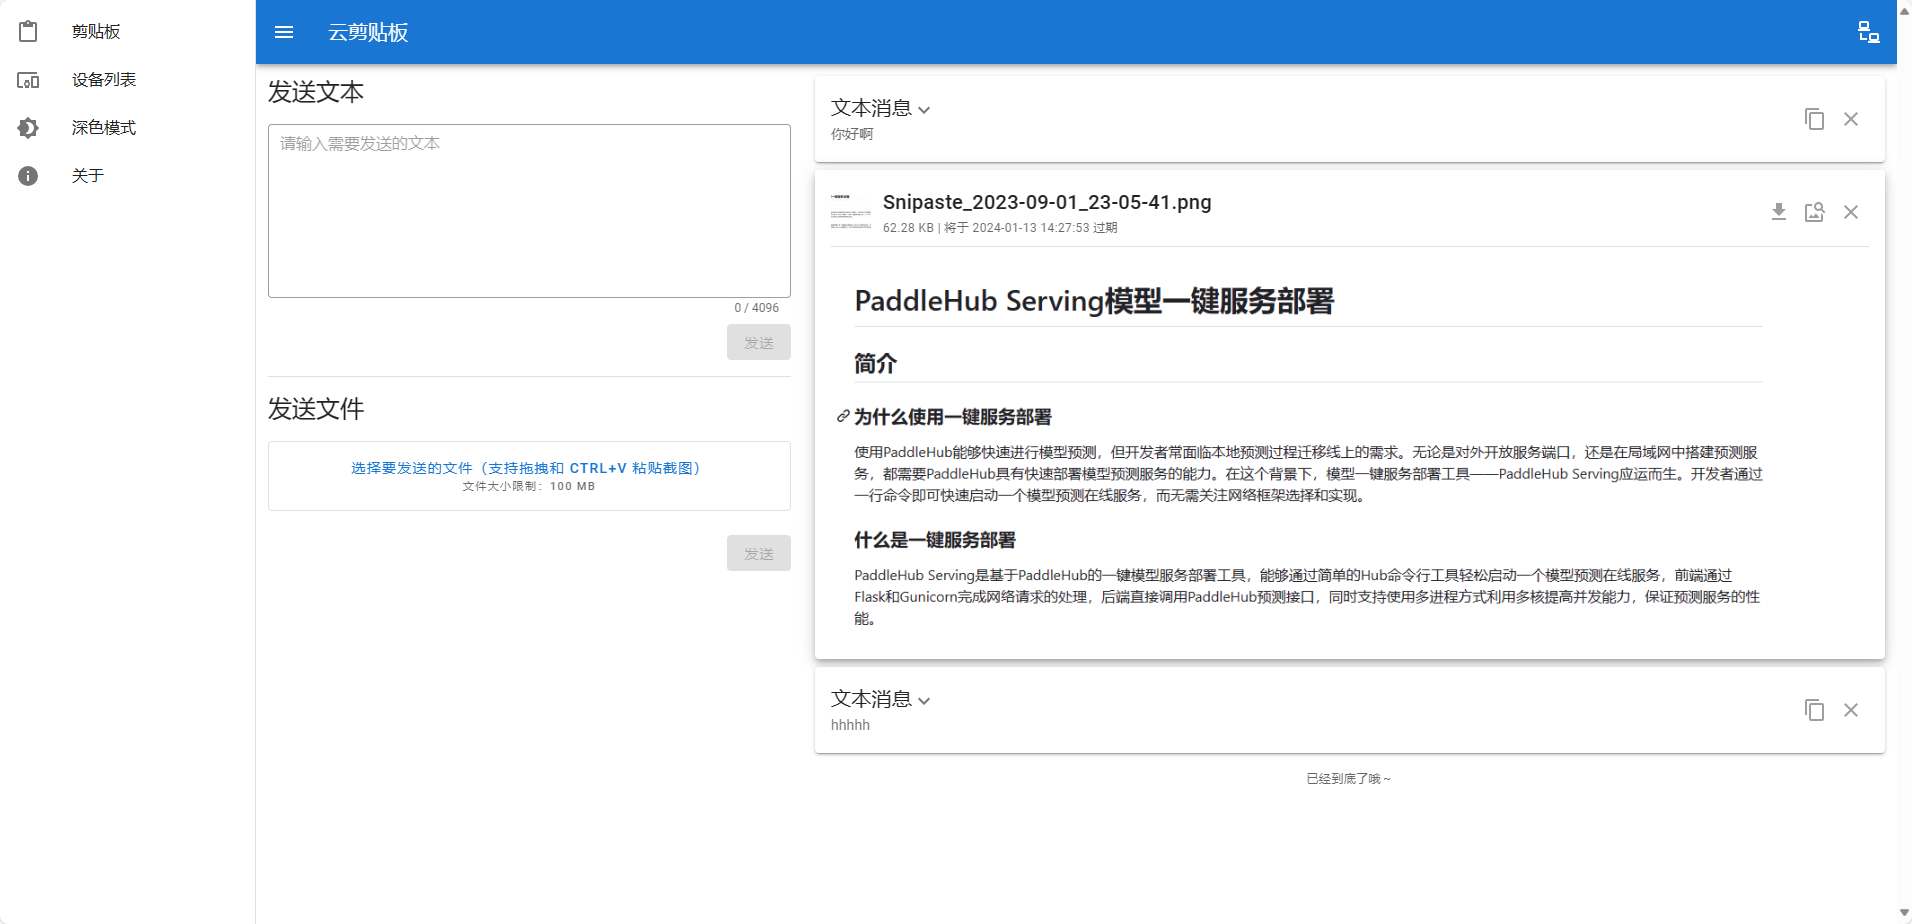 剪贴板
设备列表
深色模式
关于
云剪贴板
发送文本
请输入需要发送的文本
0 / 4096
发送
发送文件
选择要发送的文件（支持拖拽和 CTRL+V 粘贴截图）
文件大小限制：100 MB
发送
文本消息
你好啊
Snipaste_2023-09-01_23-05-41.png
62.28 KB | 将于 2024-01-13 14:27:53 过期
PaddleHub Serving模型一键服务部署
简介
为什么使用一键服务部署
使用PaddleHub能够快速进行模型预测，但开发者常面临本地预测过程迁移线上的需求。无论是对外开放服务端口，还是在局域网中搭建预测服
务，都需要PaddleHub具有快速部署模型预测服务的能力。在这个背景下，模型一键服务部署工具——PaddleHub Serving应运而生。开发者通过
一行命令即可快速启动一个模型预测在线服务，而无需关注网络框架选择和实现。
什么是一键服务部署
PaddleHub Serving是基于PaddleHub的一键模型服务部署工具，能够通过简单的Hub命令行工具轻松启动一个模型预测在线服务，前端通过
Flask和Gunicorn完成网络请求的处理，后端直接调用PaddleHub预测接口，同时支持使用多进程方式利用多核提高并发能力，保证预测服务的性
能。
文本消息
hhhhh
已经到底了哦～